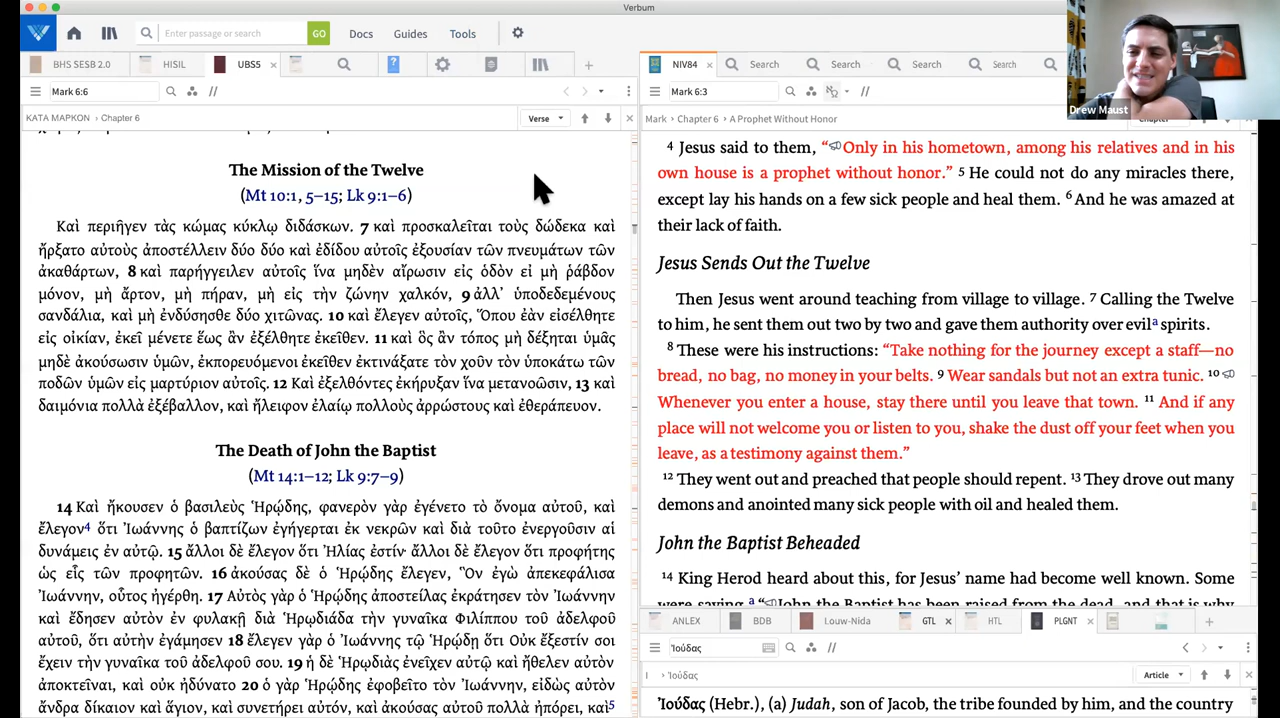 Verbum
Enter passage or search
GO
Docs
Guides
Tools
BHS SESB 2.0
HISIL
UBS5
NIV84
Search
Search
Search
Search
Drew Maust
Mark 6:6
Mark 6:3
ΚΑΤΑ ΜΑΡΚΟΝ › Chapter 6
Verse
Mark › Chapter 6 › A Prophet Without Honor
The Mission of the Twelve
(Mt 10:1, 5–15; Lk 9:1–6)
Καὶ περιῆγεν τὰς κώμας κύκλῳ διδάσκων. 7 καὶ προσκαλεῖται τοὺς δώδεκα καὶ
ἤρξατο αὐτοὺς ἀποστέλλειν δύο δύο καὶ ἐδίδου αὐτοῖς ἐξουσίαν τῶν πνευμάτων τῶν
ἀκαθάρτων, 8 καὶ παρήγγειλεν αὐτοῖς ἵνα μηδὲν αἴρωσιν εἰς ὁδὸν εἰ μὴ ῥάβδον
μόνον, μὴ ἄρτον, μὴ πήραν, μὴ εἰς τὴν ζώνην χαλκόν, 9 ἀλλ’ ὑποδεδεμένους
σανδάλια, καὶ μὴ ἐνδύσησθε δύο χιτῶνας. 10 καὶ ἔλεγεν αὐτοῖς, Ὅπου ἐὰν εἰσέλθητε
εἰς οἰκίαν, ἐκεῖ μένετε ἕως ἂν ἐξέλθητε ἐκεῖθεν. 11 καὶ ὃς ἂν τόπος μὴ δέξηται ὑμᾶς
μηδὲ ἀκούσωσιν ὑμῶν, ἐκπορευόμενοι ἐκεῖθεν ἐκτινάξατε τὸν χοῦν τὸν ὑποκάτω τῶν
ποδῶν ὑμῶν εἰς μαρτύριον αὐτοῖς. 12 Καὶ ἐξελθόντες ἐκήρυξαν ἵνα μετανοῶσιν, 13 καὶ
δαιμόνια πολλὰ ἐξέβαλλον, καὶ ἤλειφον ἐλαίῳ πολλοὺς ἀρρώστους καὶ ἐθεράπευον.
The Death of John the Baptist
(Mt 14:1–12; Lk 9:7–9)
14 Καὶ ἤκουσεν ὁ βασιλεὺς Ἡρῴδης, φανερὸν γὰρ ἐγένετο τὸ ὄνομα αὐτοῦ, καὶ
ἔλεγον4 ὅτι Ἰωάννης ὁ βαπτίζων ἐγήγερται ἐκ νεκρῶν καὶ διὰ τοῦτο ἐνεργοῦσιν αἱ
δυνάμεις ἐν αὐτῷ. 15 ἄλλοι δὲ ἔλεγον ὅτι Ἠλίας ἐστίν· ἄλλοι δὲ ἔλεγον ὅτι προφήτης
ὡς εἷς τῶν προφητῶν. 16 ἀκούσας δὲ ὁ Ἡρῴδης ἔλεγεν, Ὃν ἐγὼ ἀπεκεφάλισα
Ἰωάννην, οὗτος ἠγέρθη. 17 Αὐτὸς γὰρ ὁ Ἡρῴδης ἀποστείλας ἐκράτησεν τὸν Ἰωάννην
καὶ ἔδησεν αὐτὸν ἐν φυλακῇ διὰ Ἡρῳδιάδα τὴν γυναῖκα Φιλίππου τοῦ ἀδελφοῦ
αὐτοῦ, ὅτι αὐτὴν ἐγάμησεν· 18 ἔλεγεν γὰρ ὁ Ἰωάννης τῷ Ἡρῴδῃ ὅτι Οὐκ ἔξεστίν σοι
ἔχειν τὴν γυναῖκα τοῦ ἀδελφοῦ σου. 19 ἡ δὲ Ἡρῳδιὰς ἐνεῖχεν αὐτῷ καὶ ἤθελεν αὐτὸν
ἀποκτεῖναι, καὶ οὐκ ἠδύνατο· 20 ὁ γὰρ Ἡρῴδης ἐφοβεῖτο τὸν Ἰωάννην, εἰδὼς αὐτὸν
ἄνδρα δίκαιον καὶ ἅγιον, καὶ συνετήρει αὐτόν, καὶ ἀκούσας αὐτοῦ πολλὰ ἠπόρει, καὶ5
4 Jesus said to them, “Only in his hometown, among his relatives and in his
own house is a prophet without honor.” 5 He could not do any miracles there,
except lay his hands on a few sick people and heal them. 6 And he was amazed at
their lack of faith.
Jesus Sends Out the Twelve
Then Jesus went around teaching from village to village. 7 Calling the Twelve
to him, he sent them out two by two and gave them authority over evila spirits.
8 These were his instructions: “Take nothing for the journey except a staff—no
bread, no bag, no money in your belts. 9 Wear sandals but not an extra tunic. 10
Whenever you enter a house, stay there until you leave that town. 11 And if any
place will not welcome you or listen to you, shake the dust off your feet when you
leave, as a testimony against them.”
12 They went out and preached that people should repent. 13 They drove out many
demons and anointed many sick people with oil and healed them.
John the Baptist Beheaded
14 King Herod heard about this, for Jesus’ name had become well known. Some
were saying, a “John the Baptist has been raised from the dead, and that is why
ANLEX
BDB
Louw-Nida
GTL
HTL
PLGNT
Ἰούδας
› Ἰούδας
Article
Ἰούδας (Hebr.), (a) Judah, son of Jacob, the tribe founded by him, and the country